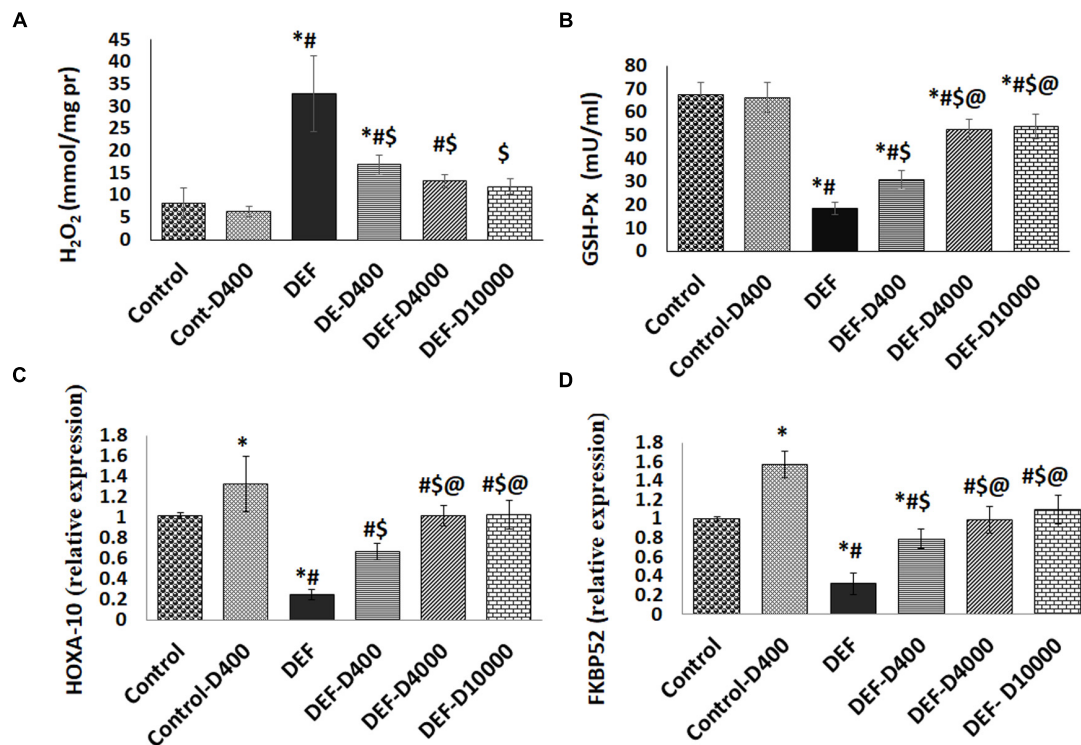 A
H₂O₂ (mmol/mg pr)
45
40
35
30
25
20
15
10
5
0
*#
*#$
#$
$
Control
Cont-D400
DEF
DE-D400
DEF-D4000
DEF-D10000
B
GSH-Px (mU/ml)
80
70
60
50
40
30
20
10
0
*#
*#$
*#$@
*#$@
Control
Control-D400
DEF
DEF-D400
DEF-D4000
DEF-D10000
C
HOXA-10 (relative expression)
1.8
1.6
1.4
1.2
1
0.8
0.6
0.4
0.2
0
*
*#
#$
#$@
#$@
Control
Control-D400
DEF
DEF-D400
DEF-D4000
DEF-D10000
D
FKBP52 (relative expression)
1.8
1.6
1.4
1.2
1
0.8
0.6
0.4
0.2
0
*
*#
*#$
#$@
#$@
Control
Control-D400
DEF
DEF-D400
DEF-D4000
DEF- D10000